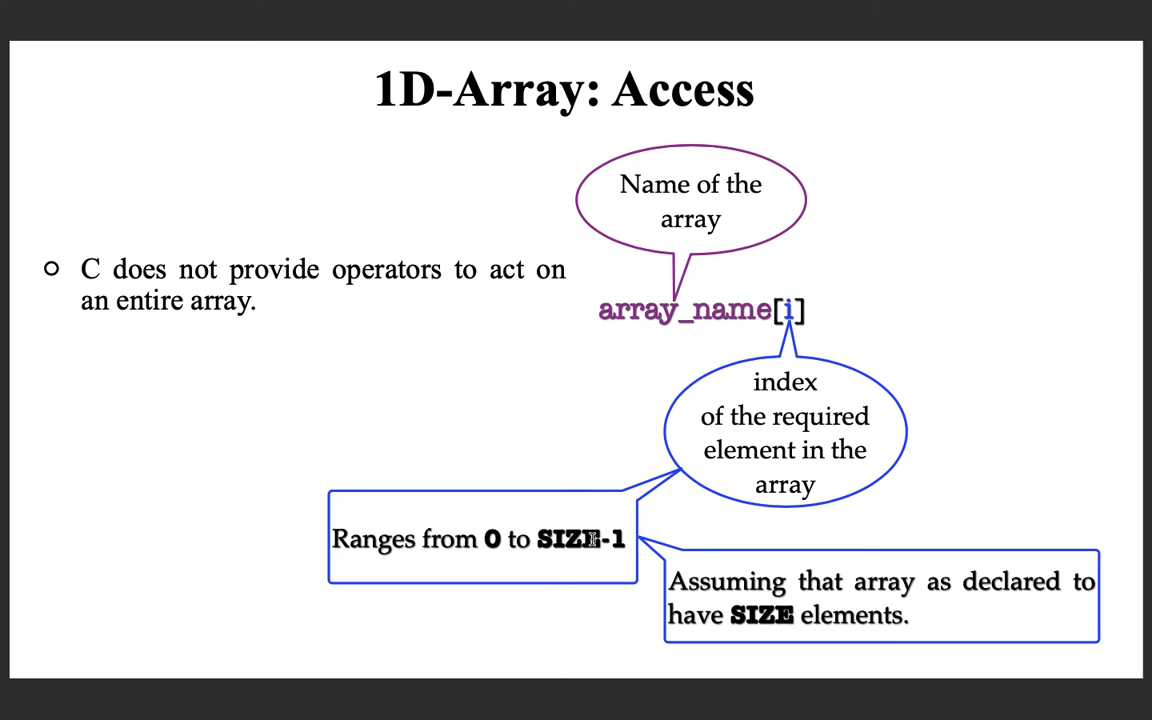 1D-Array: Access
Name of the
array
C does not provide operators to act on
an entire array.
array_name[i]
index
of the required
element in the
array
Ranges from 0 to SIZE-1
Assuming that array as declared to
have SIZE elements.